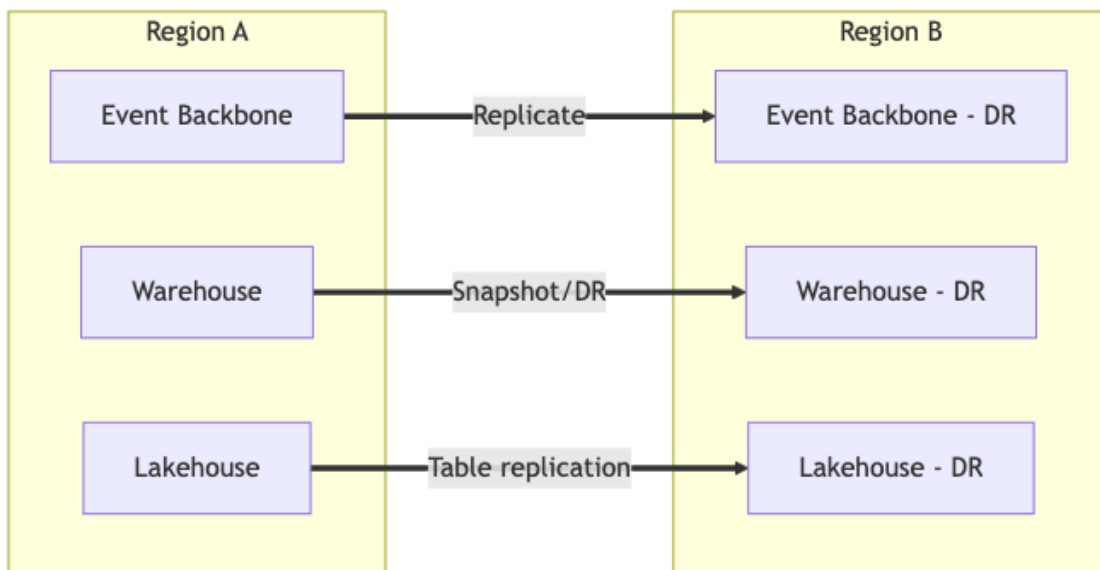 Region A
Region B
Event Backbone
Replicate
Event Backbone - DR
Warehouse
Snapshot/DR
Warehouse - DR
Lakehouse
Table replication
Lakehouse - DR